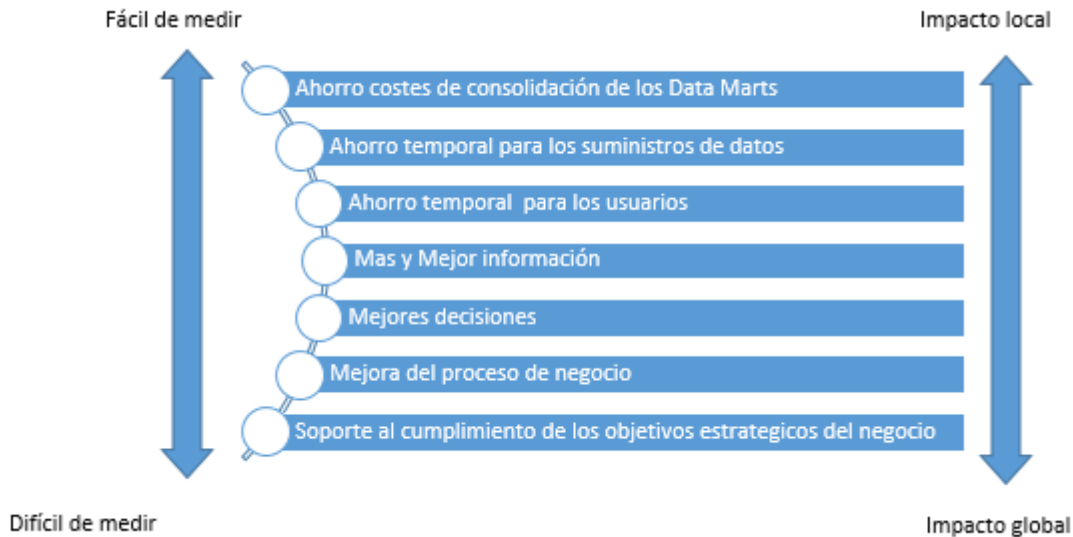 Fácil de medir
Impacto local
Ahorro costes de consolidación de los Data Marts
Ahorro temporal para los suministros de datos
Ahorro temporal  para los usuarios
Mas y Mejor información
Mejores decisiones
Mejora del proceso de negocio
Soporte al cumplimiento de los objetivos estrategicos del negocio
Difícil de medir
Impacto global